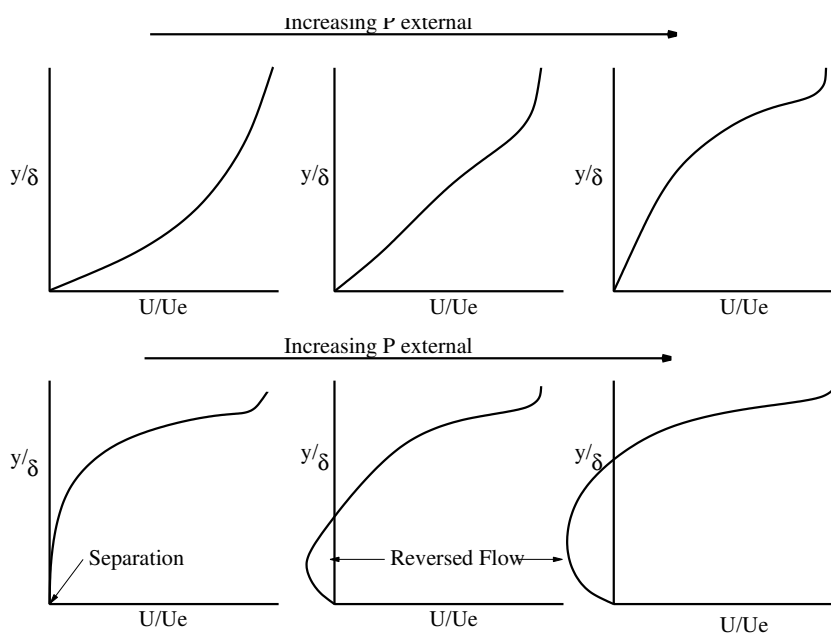 Increasing P external
y/δ
y/δ
y/δ
U/Ue
U/Ue
U/Ue
Increasing P external
y/δ
y/δ
y/δ
Separation
Reversed Flow
U/Ue
U/Ue
U/Ue